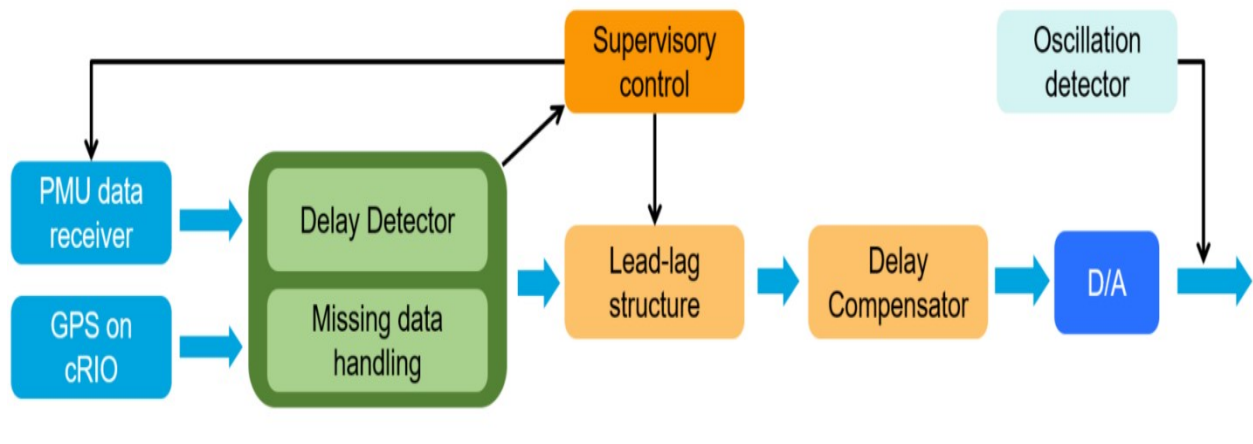 Supervisory
control
Oscillation
detector
PMU data
receiver
Delay Detector
Lead-lag
structure
Delay
Compensator
D/A
GPS on
cRIO
Missing data
handling